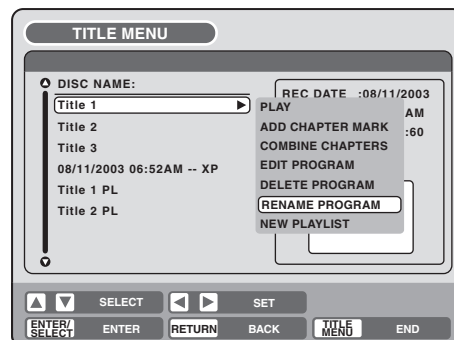 TITLE MENU
DISC NAME:
REC DATE :08/11/2003
Title 1
PLAY
AM
Title 2
ADD CHAPTER MARK
:60
Title 3
COMBINE CHAPTERS
08/11/2003 06:52AM -- XP
EDIT PROGRAM
Title 1 PL
DELETE PROGRAM
RENAME PROGRAM
Title 2 PL
NEW PLAYLIST
SELECT
SET
ENTER/
SELECT
ENTER
RETURN
BACK
TITLE
MENU
END